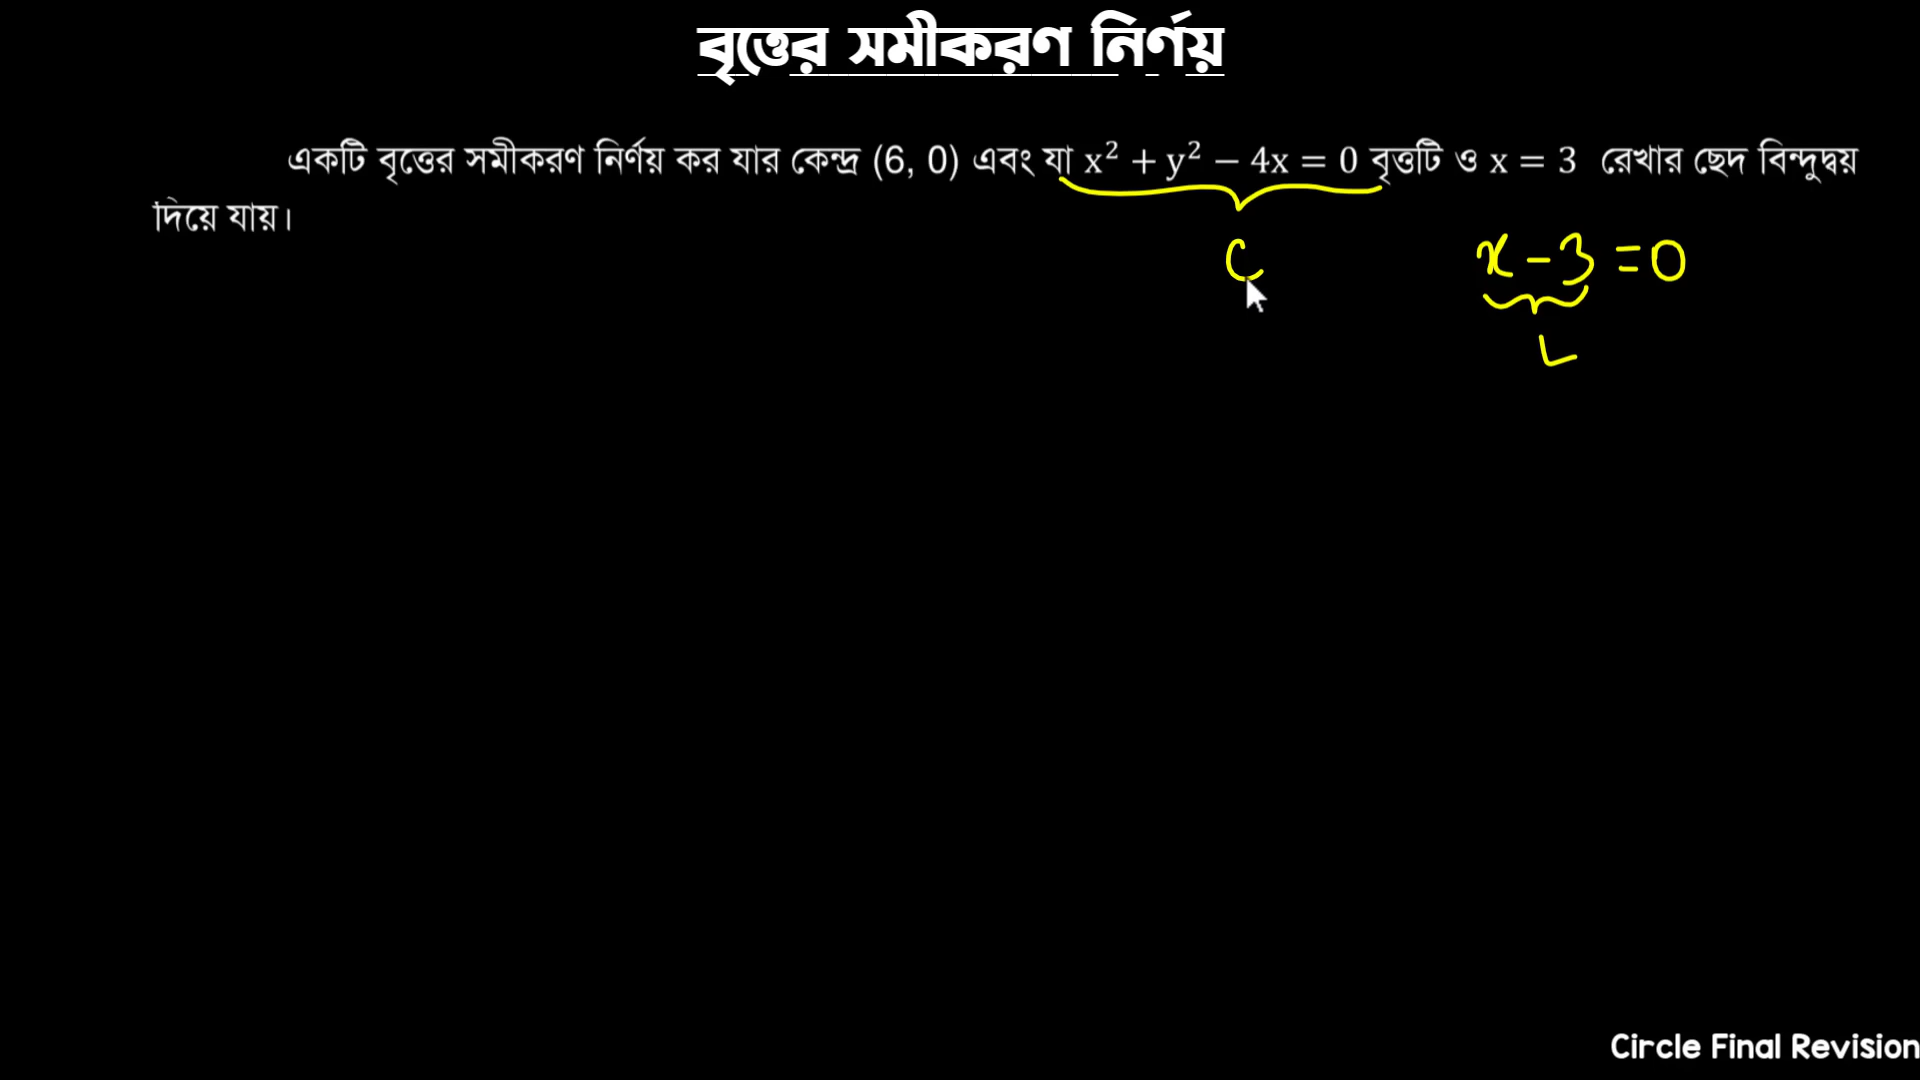 বৃত্তের সমীকরণ নির্ণয়
একটি বৃত্তের সমীকরণ নির্ণয় কর যার কেন্দ্র (6, 0) এবং যা x² + y² − 4x = 0 বৃত্তটি ও x = 3 রেখার ছেদ বিন্দুদ্বয়
দিয়ে যায়।
C
x - 3 = 0
L
Circle Final Revision